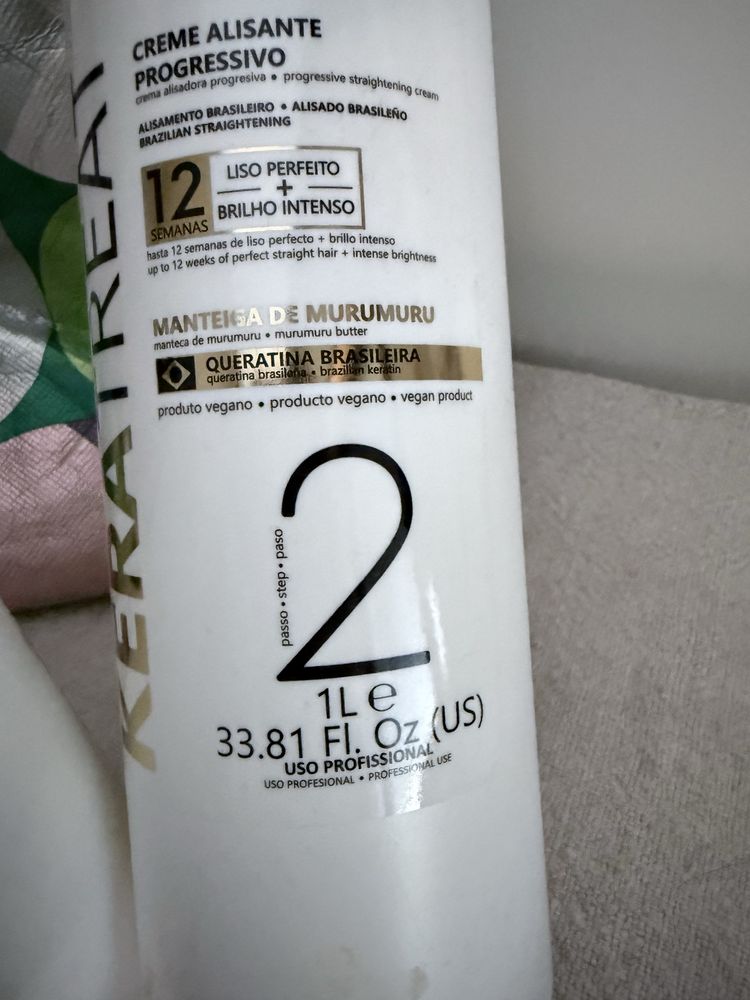 CREME ALISANTE
PROGRESSIVO
crema alisadora progresiva • progressive straightening cream
ALISAMENTO BRASILEIRO • ALISADO BRASILEÑO
BRAZILIAN STRAIGHTENING
12
SEMANAS
LISO PERFEITO
+
BRILHO INTENSO
hasta 12 semanas de liso perfecto + brillo intenso
up to 12 weeks of perfect straight hair + intense brightness
MANTEIGA DE MURUMURU
manteca de murumuru • murumuru butter
QUERATINA BRASILEIRA
queratina brasileña • brazilian keratin
produto vegano • producto vegano • vegan product
passo • step • paso
2
1L e
33.81 Fl. Oz (US)
USO PROFISSIONAL
USO PROFESIONAL • PROFESSIONAL USE
KERATREAT